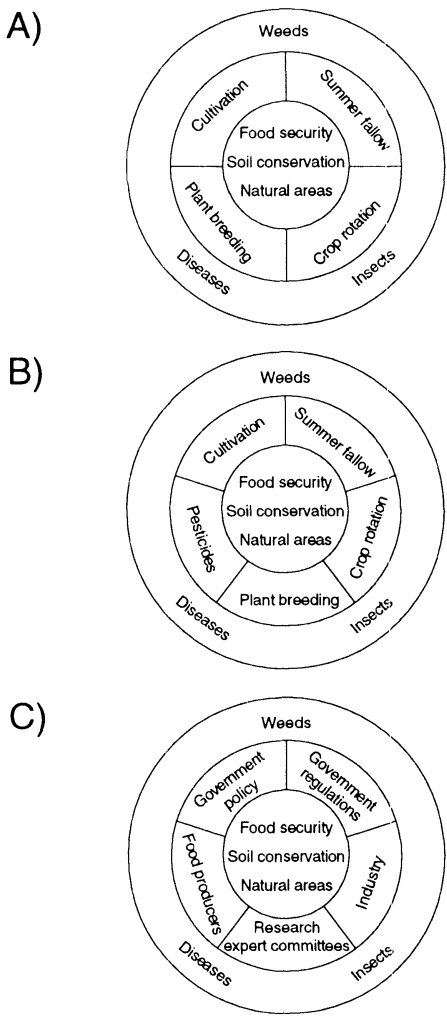 A)
Weeds
Cultivation
Summer fallow
Food security
Soil conservation
Natural areas
Plant breeding
Crop rotation
Diseases
Insects
B)
Weeds
Cultivation
Summer fallow
Food security
Soil conservation
Natural areas
Pesticides
Crop rotation
Plant breeding
Diseases
Insects
C)
Weeds
Government
policy
Government
regulations
Food security
Soil conservation
Natural areas
Food producers
Industry
Research
expert committees
Diseases
Insects